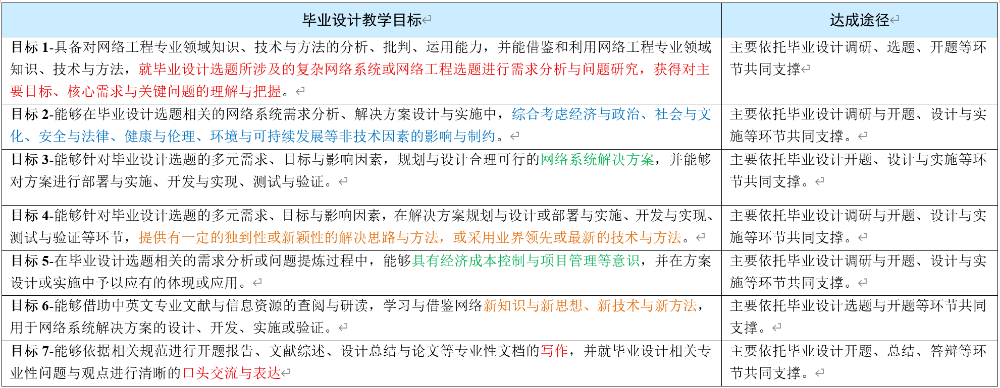 毕业设计教学目标
达成途径
目标 1-具备对网络工程专业领域知识、技术与方法的分析、批判、运用能力，并能借鉴和利用网络工程专业领域
知识、技术与方法，就毕业设计选题所涉及的复杂网络系统或网络工程选题进行需求分析与问题研究，获得对主
要目标、核心需求与关键问题的理解与把握。
主要依托毕业设计调研、选题、开题等环
节共同支撑
目标 2-能够在毕业设计选题相关的网络系统需求分析、解决方案设计与实施中，综合考虑经济与政治、社会与文
化、安全与法律、健康与伦理、环境与可持续发展等非技术因素的影响与制约。
主要依托毕业设计调研与开题、设计与实
施等环节共同支撑。
目标 3-能够针对毕业设计选题的多元需求、目标与影响因素，规划与设计合理可行的网络系统解决方案，并能够
对方案进行部署与实施、开发与实现、测试与验证。
主要依托毕业设计开题、设计与实施等环
节共同支撑。
目标 4-能够针对毕业设计选题的多元需求、目标与影响因素，在解决方案规划与设计或部署与实施、开发与实现、
测试与验证等环节，提供有一定的独到性或新颖性的解决思路与方法，或采用业界领先或最新的技术与方法。
主要依托毕业设计调研与开题、设计与实
施等环节共同支撑。
目标 5-在毕业设计选题相关的需求分析或问题提炼过程中，能够具有经济成本控制与项目管理等意识，并在方案
设计或实施中予以应有的体现或应用。
主要依托毕业设计调研与开题、设计与实
施等环节共同支撑。
目标 6-能够借助中英文专业文献与信息资源的查阅与研读，学习与借鉴网络新知识与新思想、新技术与新方法，
用于网络系统解决方案的设计、开发、实施或验证。
主要依托毕业设计选题与开题等环节共同
支撑。
目标 7-能够依据相关规范进行开题报告、文献综述、设计总结与论文等专业性文档的写作，并就毕业设计相关专
业性问题与观点进行清晰的口头交流与表达
主要依托毕业设计开题、总结、答辩等环
节共同支撑。